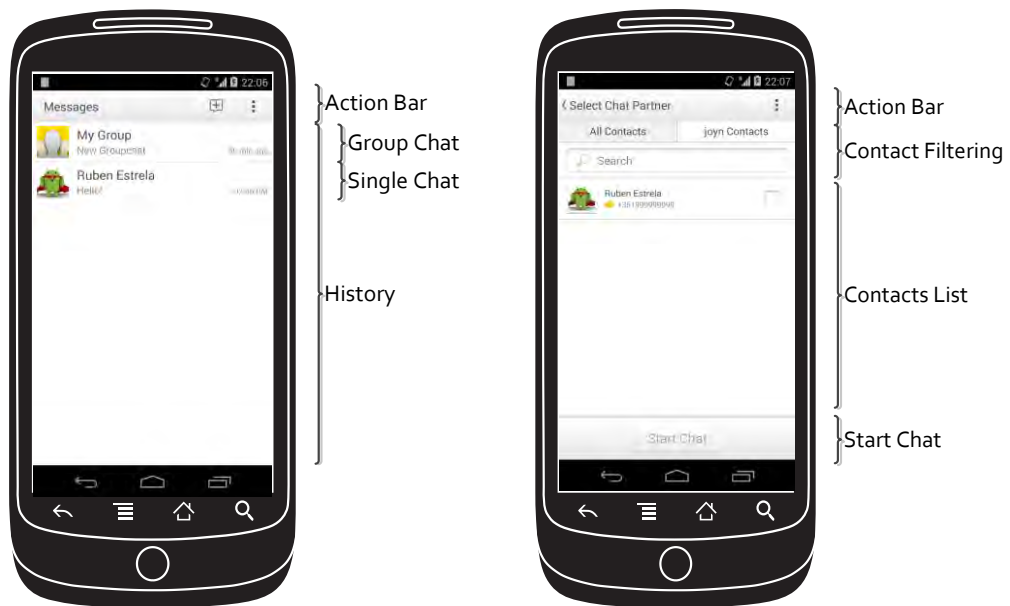 22:06
Messages
My Group
New Groupchat
Ruben Estrela
Hello!
Action Bar
Group Chat
Single Chat
History
22:07
Select Chat Partner
All Contacts
joyn Contacts
Search
Ruben Estrela
Start Chat
Action Bar
Contact Filtering
Contacts List
Start Chat